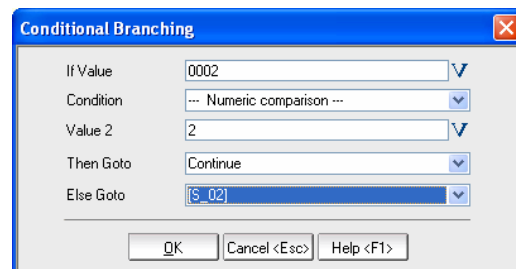 Conditional Branching
If Value 0002 V
Condition --- Numeric comparison ---
Value 2 2 V
Then Goto Continue
Else Goto [S_02]
OK Cancel <Esc> Help <F1>